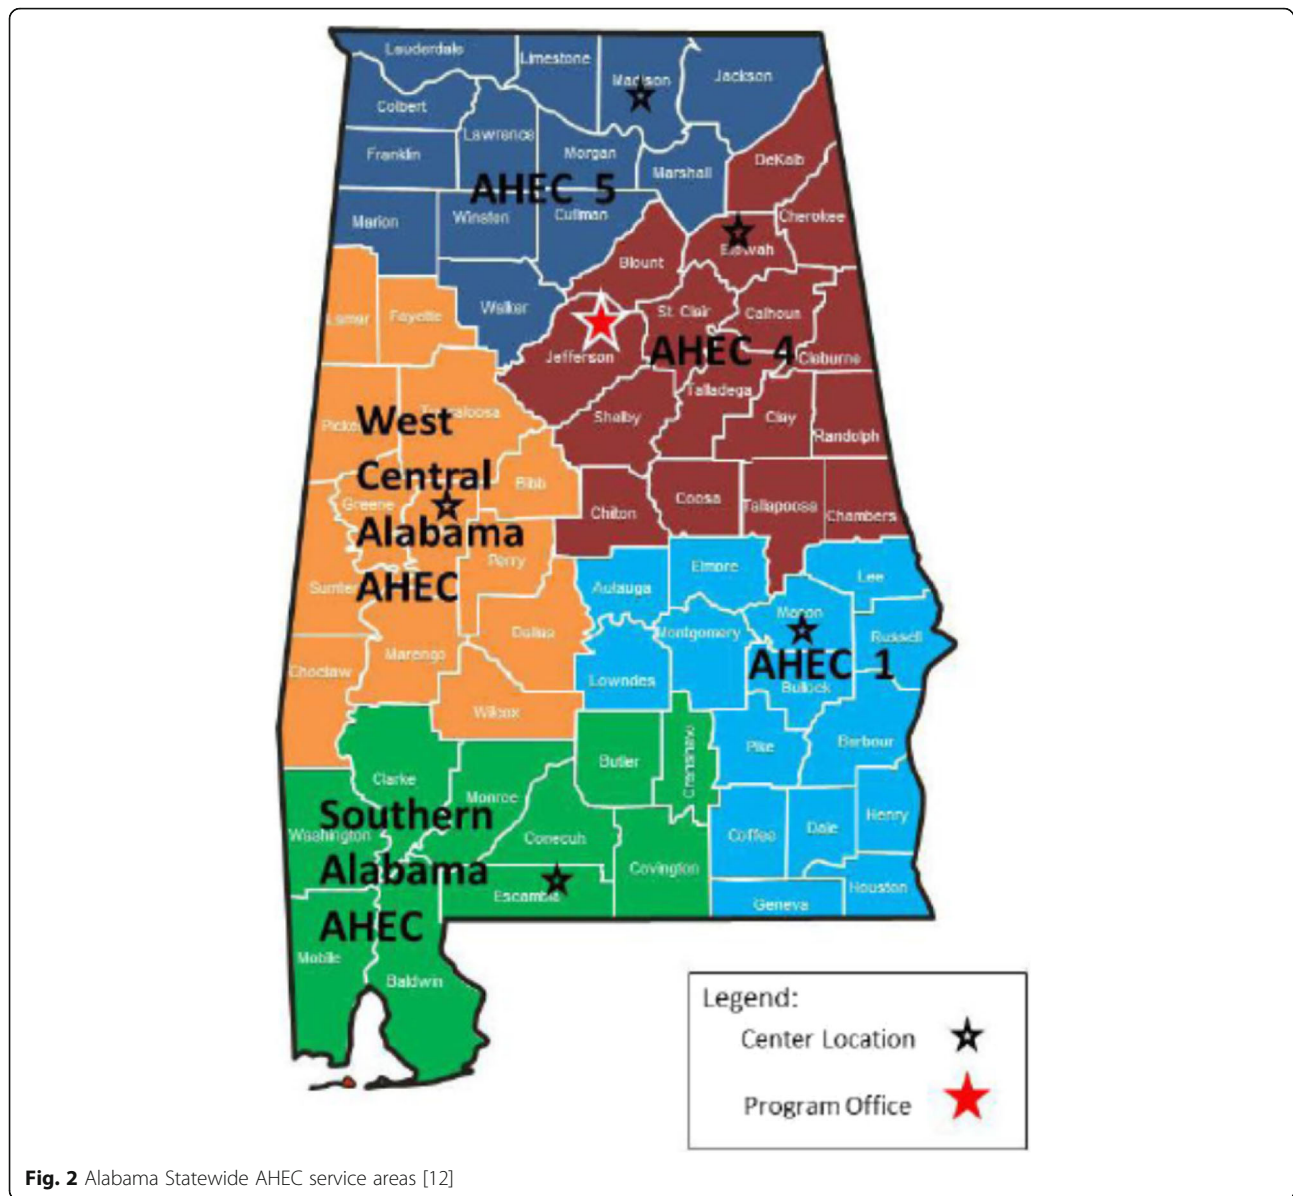 Lauderdale
Limestone
Madison
Jackson
Colbert
Lawrence
Franklin
Morgan
Marshall
DeKalb
AHEC 5
Marion
Winston
Cullman
Cherokee
Etowah
Blount
Lamar
Fayette
Walker
St. Clair
Calhoun
Jefferson
AHEC 4
Cleburne
Talladega
West
Tuscaloosa
Shelby
Clay
Randolph
Central
Bibb
Greene
Chilton
Coosa
Tallapoosa
Chambers
Alabama
Perry
Elmore
Lee
AHEC
Sumter
Autauga
Macon
Dallas
Montgomery
Russell
Choctaw
Marengo
AHEC 1
Lowndes
Bullock
Wilcox
Butler
Crenshaw
Pike
Barbour
Clarke
Monroe
Southern
Washington
Conecuh
Coffee
Dale
Henry
Alabama
Covington
Escambia
Houston
Geneva
AHEC
Mobile
Baldwin
Legend:
Center Location
Program Office
Fig. 2 Alabama Statewide AHEC service areas [12]